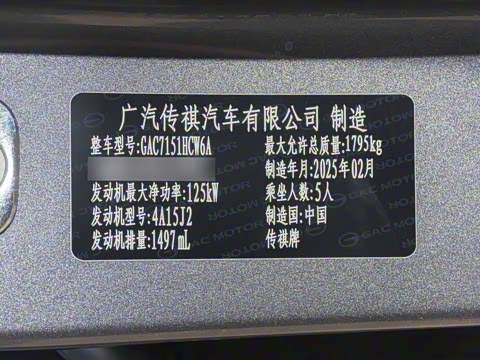 广汽传祺汽车有限公司 制造
整车型号:GAC7151HCW6A 最大允许总质量:1795kg
制造年月:2025年02月
发动机最大净功率:125kW 乘坐人数:5人
发动机型号:4A15J2 制造国:中国
发动机排量:1497mL 传祺牌
GAC MOTOR